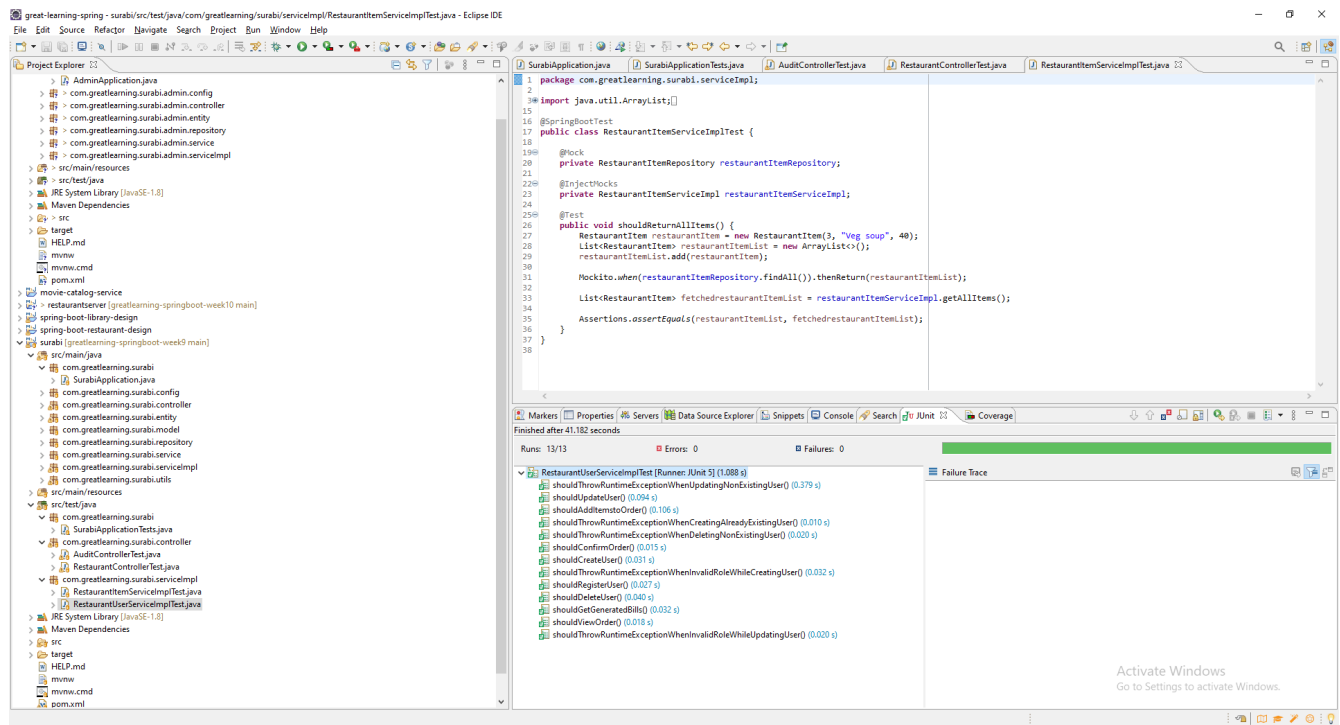 great-learning-spring - surabi/src/test/java/com/greatlearning/surabi/serviceImpl/RestaurantItemServiceImplTest.java - Eclipse IDE
File Edit Source Refactor Navigate Search Project Run Window Help
Project Explorer
AdminApplication.java
> com.greatlearning.surabi.admin.config
> com.greatlearning.surabi.admin.controller
> com.greatlearning.surabi.admin.entity
> com.greatlearning.surabi.admin.repository
> com.greatlearning.surabi.admin.service
> com.greatlearning.surabi.admin.serviceImpl
> src/main/resources
> src/test/java
JRE System Library [JavaSE-1.8]
Maven Dependencies
> src
target
HELP.md
mvnw
mvnw.cmd
pom.xml
movie-catalog-service
> restaurantserver [greatlearning-springboot-week10 main]
spring-boot-library-design
spring-boot-restaurant-design
surabi [greatlearning-springboot-week9 main]
src/main/java
com.greatlearning.surabi
SurabiApplication.java
com.greatlearning.surabi.config
com.greatlearning.surabi.controller
com.greatlearning.surabi.entity
com.greatlearning.surabi.model
com.greatlearning.surabi.repository
com.greatlearning.surabi.service
com.greatlearning.surabi.serviceImpl
com.greatlearning.surabi.utils
src/main/resources
src/test/java
com.greatlearning.surabi
SurabiApplicationTests.java
com.greatlearning.surabi.controller
AuditControllerTest.java
RestaurantControllerTest.java
com.greatlearning.surabi.serviceImpl
RestaurantItemServiceImplTest.java
RestaurantUserServiceImplTest.java
JRE System Library [JavaSE-1.8]
Maven Dependencies
src
target
HELP.md
mvnw
mvnw.cmd
pom.xml
SurabiApplication.java SurabiApplicationTests.java AuditControllerTest.java RestaurantControllerTest.java RestaurantItemServiceImplTest.java
1 package com.greatlearning.surabi.serviceImpl;
2
3 import java.util.ArrayList;
15
16 @SpringBootTest
17 public class RestaurantItemServiceImplTest {
18
19 @Mock
20 private RestaurantItemRepository restaurantItemRepository;
21
22 @InjectMocks
23 private RestaurantItemServiceImpl restaurantItemServiceImpl;
24
25 @Test
26 public void shouldReturnAllItems() {
27 RestaurantItem restaurantItem = new RestaurantItem(3, "Veg soup", 40);
28 List<RestaurantItem> restaurantItemList = new ArrayList<>();
29 restaurantItemList.add(restaurantItem);
30
31 Mockito.when(restaurantItemRepository.findAll()).thenReturn(restaurantItemList);
32
33 List<RestaurantItem> fetchedrestaurantItemList = restaurantItemServiceImpl.getAllItems();
34
35 Assertions.assertEquals(restaurantItemList, fetchedrestaurantItemList);
36 }
37 }
38
Markers Properties Servers Data Source Explorer Snippets Console Search JUnit Coverage
Finished after 41.182 seconds
Runs: 13/13 Errors: 0 Failures: 0
RestaurantUserServiceImplTest [Runner: JUnit 5] (1.088 s)
shouldThrowRuntimeExceptionWhenUpdatingNonExistingUser() (0.379 s)
shouldUpdateUser() (0.094 s)
shouldAddItemstoOrder() (0.106 s)
shouldThrowRuntimeExceptionWhenCreatingAlreadyExistingUser() (0.010 s)
shouldThrowRuntimeExceptionWhenDeletingNonExistingUser() (0.020 s)
shouldConfirmOrder() (0.015 s)
shouldCreateUser() (0.031 s)
shouldThrowRuntimeExceptionWhenInvalidRoleWhileCreatingUser() (0.032 s)
shouldRegisterUser() (0.027 s)
shouldDeleteUser() (0.040 s)
shouldGetGeneratedBills() (0.032 s)
shouldViewOrder() (0.018 s)
shouldThrowRuntimeExceptionWhenInvalidRoleWhileUpdatingUser() (0.020 s)
Failure Trace
Activate Windows
Go to Settings to activate Windows.